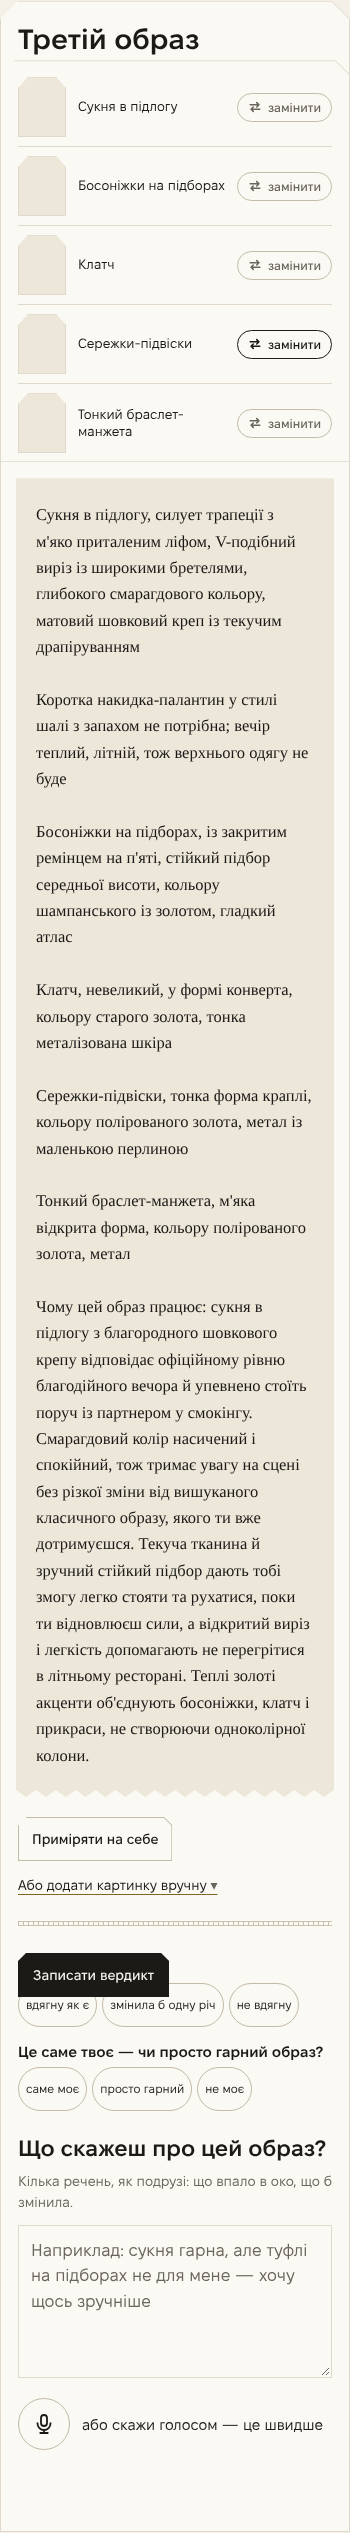 Третій образ
Сукня в підлогу
замінити
Босоніжки на підборах
замінити
Клатч
замінити
Сережки-підвіски
замінити
Тонкий браслет-
манжета
замінити
Сукня в підлогу, силует трапеції з
м'яко приталеним ліфом, V-подібний
виріз із широкими бретелями,
глибокого смарагдового кольору,
матовий шовковий креп із текучим
драпіруванням
Коротка накидка-палантин у стилі
шалі з запахом не потрібна; вечір
теплий, літній, тож верхнього одягу не
буде
Босоніжки на підборах, із закритим
ремінцем на п'яті, стійкий підбор
середньої висоти, кольору
шампанського із золотом, гладкий
атлас
Клатч, невеликий, у формі конверта,
кольору старого золота, тонка
металізована шкіра
Сережки-підвіски, тонка форма краплі,
кольору полірованого золота, метал із
маленькою перлиною
Тонкий браслет-манжета, м'яка
відкрита форма, кольору полірованого
золота, метал
Чому цей образ працює: сукня в
підлогу з благородного шовкового
крепу відповідає офіційному рівню
благодійного вечора й упевнено стоїть
поруч із партнером у смокінгу.
Смарагдовий колір насичений і
спокійний, тож тримає увагу на сцені
без різкої зміни від вишуканого
класичного образу, якого ти вже
дотримуєшся. Текуча тканина й
зручний стійкий підбор дають тобі
змогу легко стояти та рухатися, поки
ти відновлюєш сили, а відкритий виріз
і легкість допомагають не перегрітися
в літньому ресторані. Теплі золоті
акценти об'єднують босоніжки, клатч і
прикраси, не створюючи одноколірної
колони.
Приміряти на себе
Або додати картинку вручну ▾
Записати вердикт
вдягну як є
змінила б одну річ
не вдягну
Це саме твоє — чи просто гарний образ?
саме моє
просто гарний
не моє
Що скажеш про цей образ?
Кілька речень, як подрузі: що впало в око, що б
змінила.
Наприклад: сукня гарна, але туфлі
на підборах не для мене — хочу
щось зручніше
або скажи голосом — це швидше